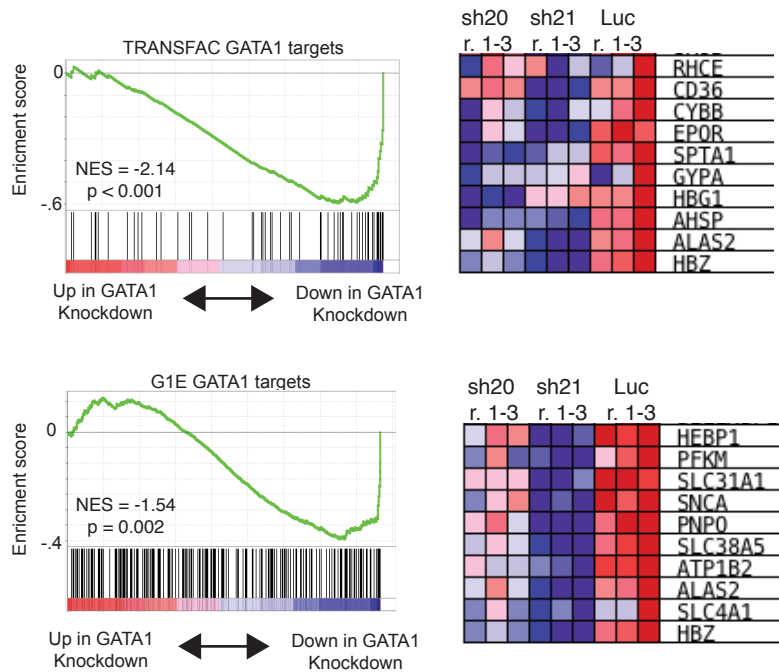 TRANSFAC GATA1 targets
Enricment score
0
-.6
NES = -2.14
p < 0.001
Up in GATA1
Knockdown
Down in GATA1
Knockdown
sh20 sh21 Luc
r. 1-3 r. 1-3 r. 1-3
RHCE
CD36
CYBB
EPOR
SPTA1
GYPA
HBG1
AHSP
ALAS2
HBZ
G1E GATA1 targets
Enricment score
0
-.4
NES = -1.54
p = 0.002
Up in GATA1
Knockdown
Down in GATA1
Knockdown
sh20 sh21 Luc
r. 1-3 r. 1-3 r. 1-3
HEBP1
PFKM
SLC31A1
SNCA
PNPO
SLC38A5
ATP1B2
ALAS2
SLC4A1
HBZ